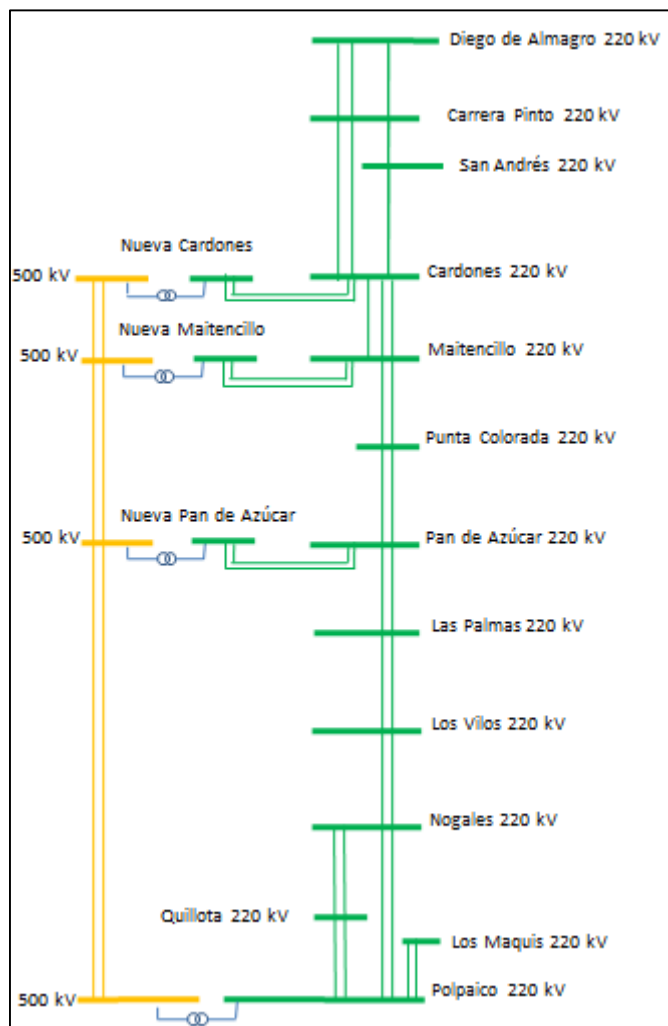 Diego de Almagro 220 kV
Carrera Pinto 220 kV
San Andrés 220 kV
Nueva Cardones
500 kV
Cardones 220 kV
Nueva Maitencillo
500 kV
Maitencillo 220 kV
Punta Colorada 220 kV
Nueva Pan de Azúcar
500 kV
Pan de Azúcar 220 kV
Las Palmas 220 kV
Los Vilos 220 kV
Nogales 220 kV
Quillota 220 kV
Los Maquis 220 kV
500 kV
Polpaico 220 kV